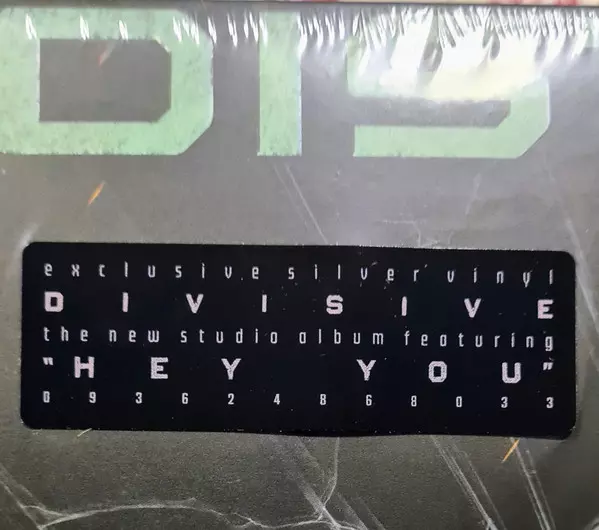 DIS
exclusive silver vinyl
DIVISIVE
the new studio album featuring
"HEY YOU"
093624868033